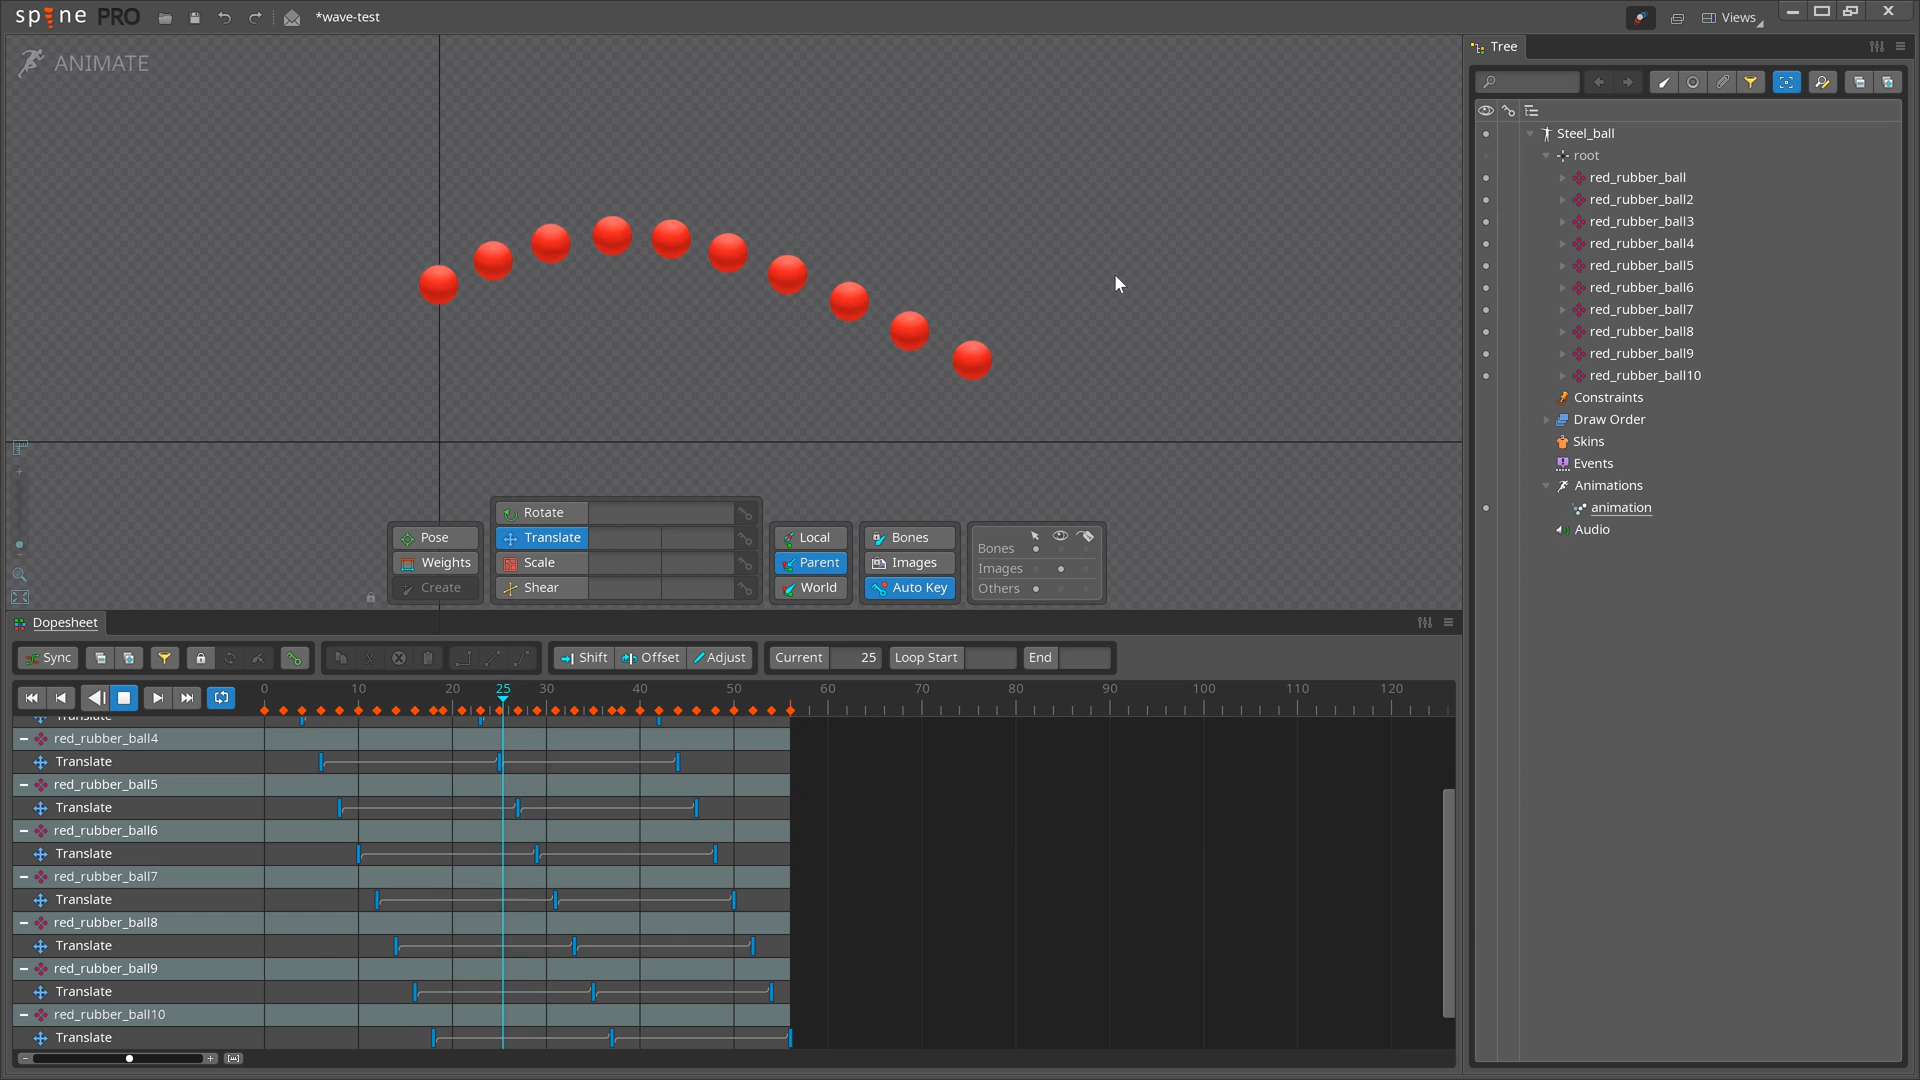 spine PRO
*wave-test
Views
ANIMATE
Tree
Steel_ball
root
red_rubber_ball
red_rubber_ball2
red_rubber_ball3
red_rubber_ball4
red_rubber_ball5
red_rubber_ball6
red_rubber_ball7
red_rubber_ball8
red_rubber_ball9
red_rubber_ball10
Constraints
Draw Order
Skins
Events
Animations
animation
Audio
Rotate
Pose
Translate
Local
Bones
Weights
Scale
Parent
Images
Create
Shear
World
Auto Key
Bones
Images
Others
Dopesheet
Sync
Shift
Offset
Adjust
Current 25
Loop Start
End
0 10 20 25 30 40 50 60 70 80 90 100 110 120
Translate
red_rubber_ball4
Translate
red_rubber_ball5
Translate
red_rubber_ball6
Translate
red_rubber_ball7
Translate
red_rubber_ball8
Translate
red_rubber_ball9
Translate
red_rubber_ball10
Translate